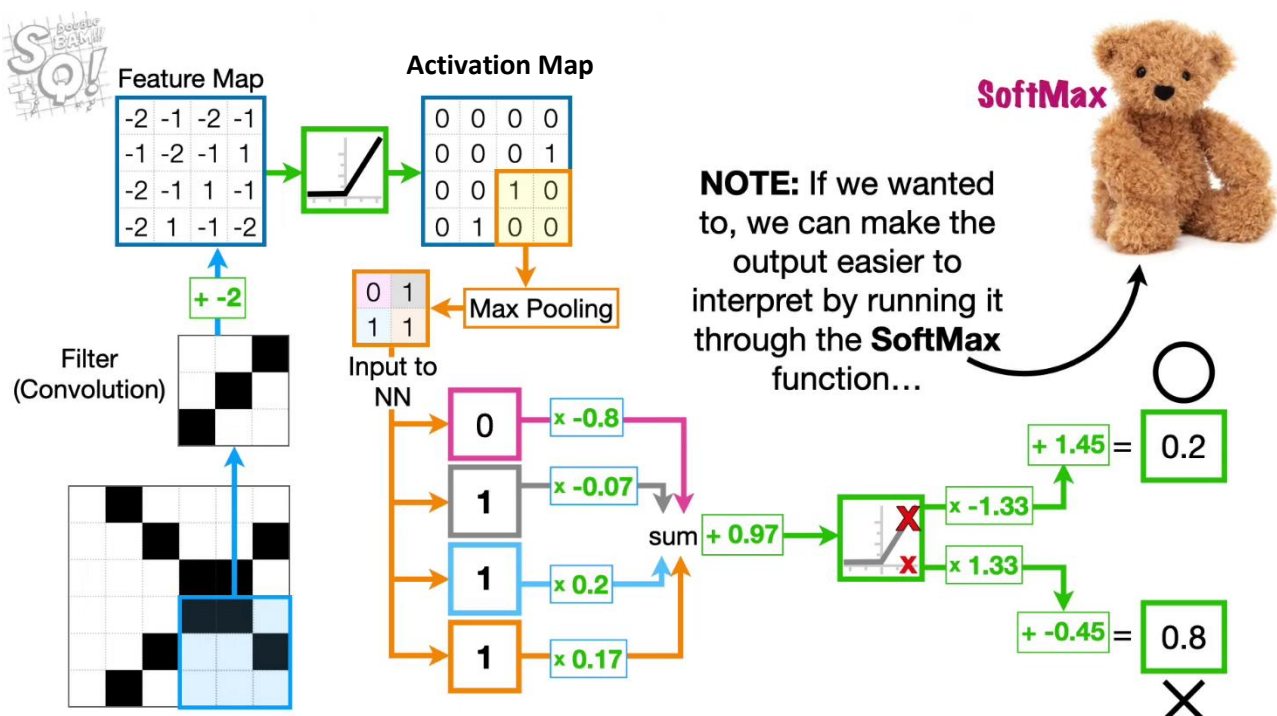 SQ!
DOUBLE
BAM!!!
Feature Map
-2 -1 -2 -1
-1 -2 -1 1
-2 -1 1 -1
-2 1 -1 -2
Activation Map
0 0 0 0
0 0 0 1
0 0 1 0
0 1 0 0
SoftMax
NOTE: If we wanted
to, we can make the
output easier to
interpret by running it
through the SoftMax
function...
+ -2
0 1
1 1
Max Pooling
Filter
(Convolution)
Input to
NN
0
x -0.8
1
x -0.07
1
x 0.2
1
x 0.17
sum
+ 0.97
X
x
x -1.33
+ 1.45
=
0.2
x 1.33
+ -0.45
=
0.8